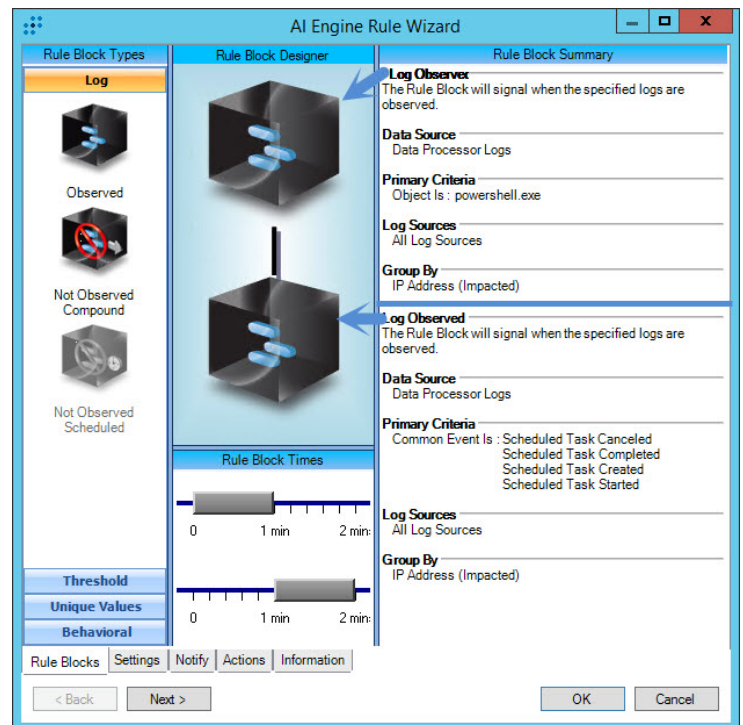 AI Engine Rule Wizard
Rule Block Types
Log
Observed
Not Observed
Compound
Not Observed
Scheduled
Threshold
Unique Values
Behavioral
Rule Block Designer
Rule Block Times
0 1 min 2 min:
0 1 min 2 min:
Rule Block Summary
Log Observer
The Rule Block will signal when the specified logs are
observed.
Data Source
Data Processor Logs
Primary Criteria
Object Is : powershell.exe
Log Sources
All Log Sources
Group By
IP Address (Impacted)
Log Observed
The Rule Block will signal when the specified logs are
observed.
Data Source
Data Processor Logs
Primary Criteria
Common Event Is : Scheduled Task Canceled
Scheduled Task Completed
Scheduled Task Created
Scheduled Task Started
Log Sources
All Log Sources
Group By
IP Address (Impacted)
Rule Blocks Settings Notify Actions Information
< Back Next > OK Cancel